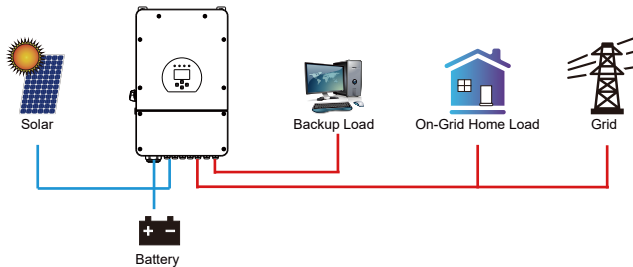 Solar
Backup Load
On-Grid Home Load
Grid
Battery